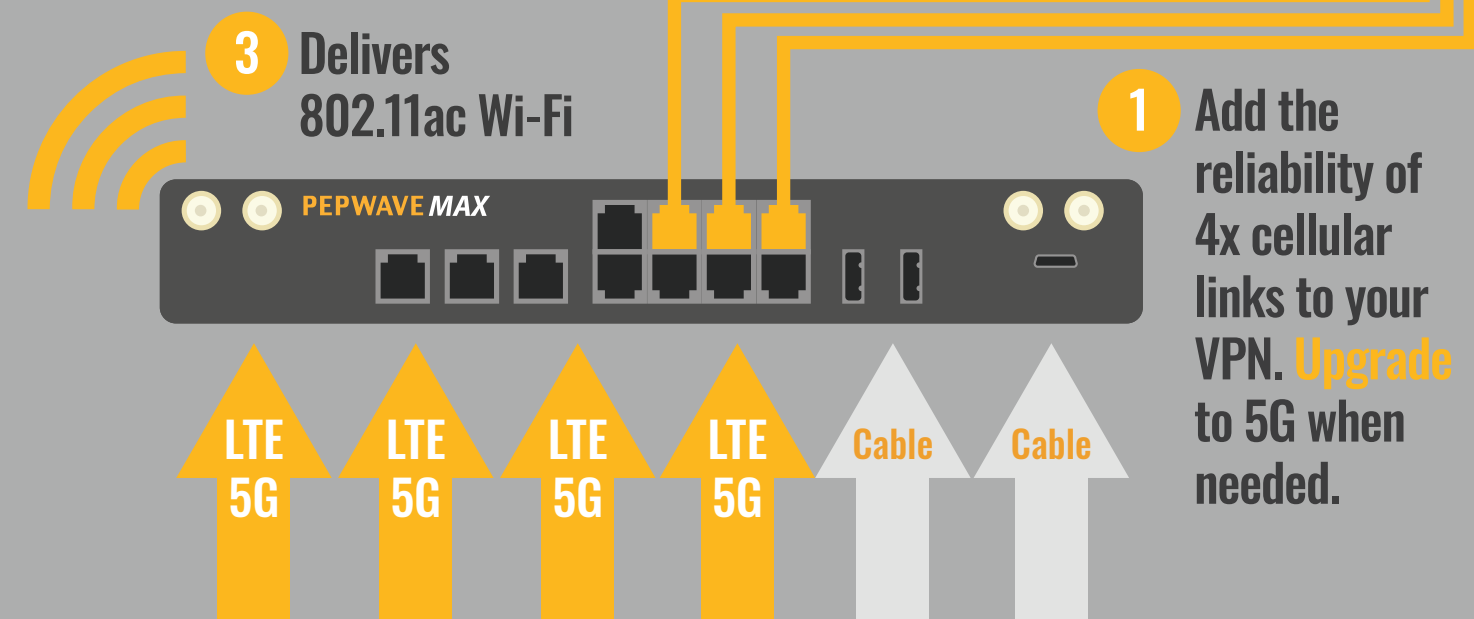 3
Delivers
802.11ac Wi-Fi
1
Add the
reliability of
4x cellular
links to your
VPN. Upgrade
to 5G when
needed.
PEPWAVE MAX
LTE
5G
LTE
5G
LTE
5G
LTE
5G
Cable
Cable